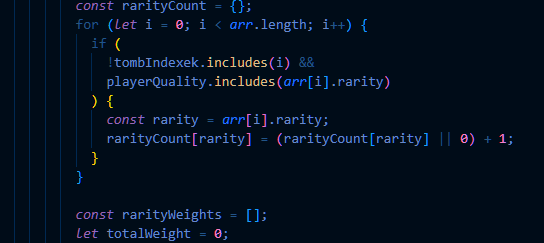 const rarityCount = {};
for (let i = 0; i < arr.length; i++) {
if (
!tombIndexek.includes(i) &&
playerQuality.includes(arr[i].rarity)
) {
const rarity = arr[i].rarity;
rarityCount[rarity] = (rarityCount[rarity] || 0) + 1;
}
}
const rarityWeights = [];
let totalWeight = 0;